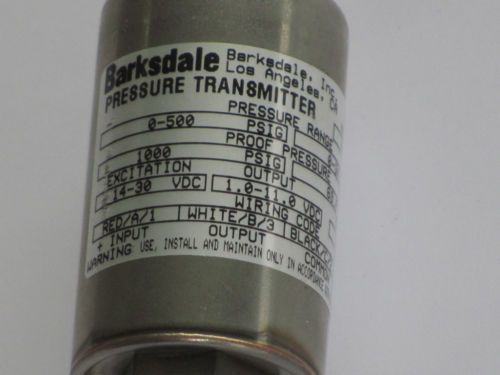 Barksdale
Barksdale, Inc.
Los Angeles, CA
PRESSURE TRANSMITTER
PRESSURE RANGE
0-500 PSIG
PROOF PRESSURE
1000 PSIG
EXCITATION OUTPUT
14-30 VDC 1.0-11.0 VDC
WIRING CODE
RED/A/1 WHITE/B/3 BLACK/C/
+ INPUT OUTPUT COMMON
WARNING: USE, INSTALL AND MAINTAIN ONLY IN ACCORDANCE